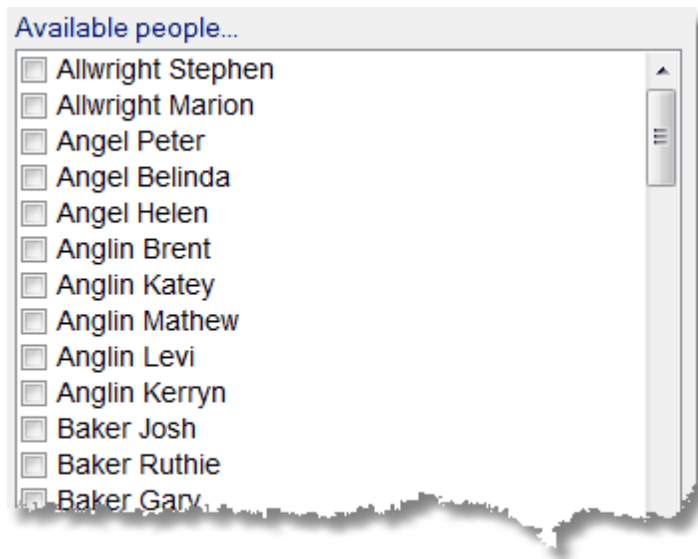 Available people...
Allwright Stephen
Allwright Marion
Angel Peter
Angel Belinda
Angel Helen
Anglin Brent
Anglin Katey
Anglin Mathew
Anglin Levi
Anglin Kerryn
Baker Josh
Baker Ruthie
Baker Gary